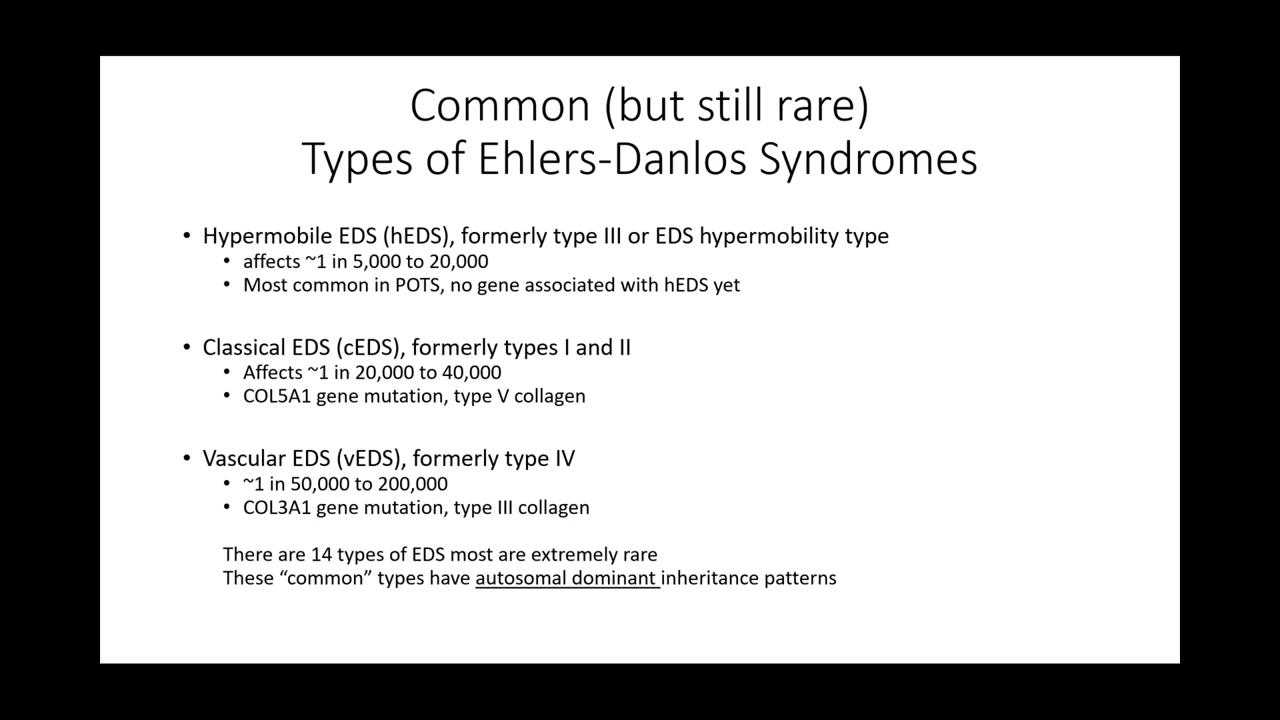 Common (but still rare)
Types of Ehlers-Danlos Syndromes
• Hypermobile EDS (hEDS), formerly type III or EDS hypermobility type
• affects ~1 in 5,000 to 20,000
• Most common in POTS, no gene associated with hEDS yet
• Classical EDS (cEDS), formerly types I and II
• Affects ~1 in 20,000 to 40,000
• COL5A1 gene mutation, type V collagen
• Vascular EDS (vEDS), formerly type IV
• ~1 in 50,000 to 200,000
• COL3A1 gene mutation, type III collagen
There are 14 types of EDS most are extremely rare
These “common” types have autosomal dominant inheritance patterns